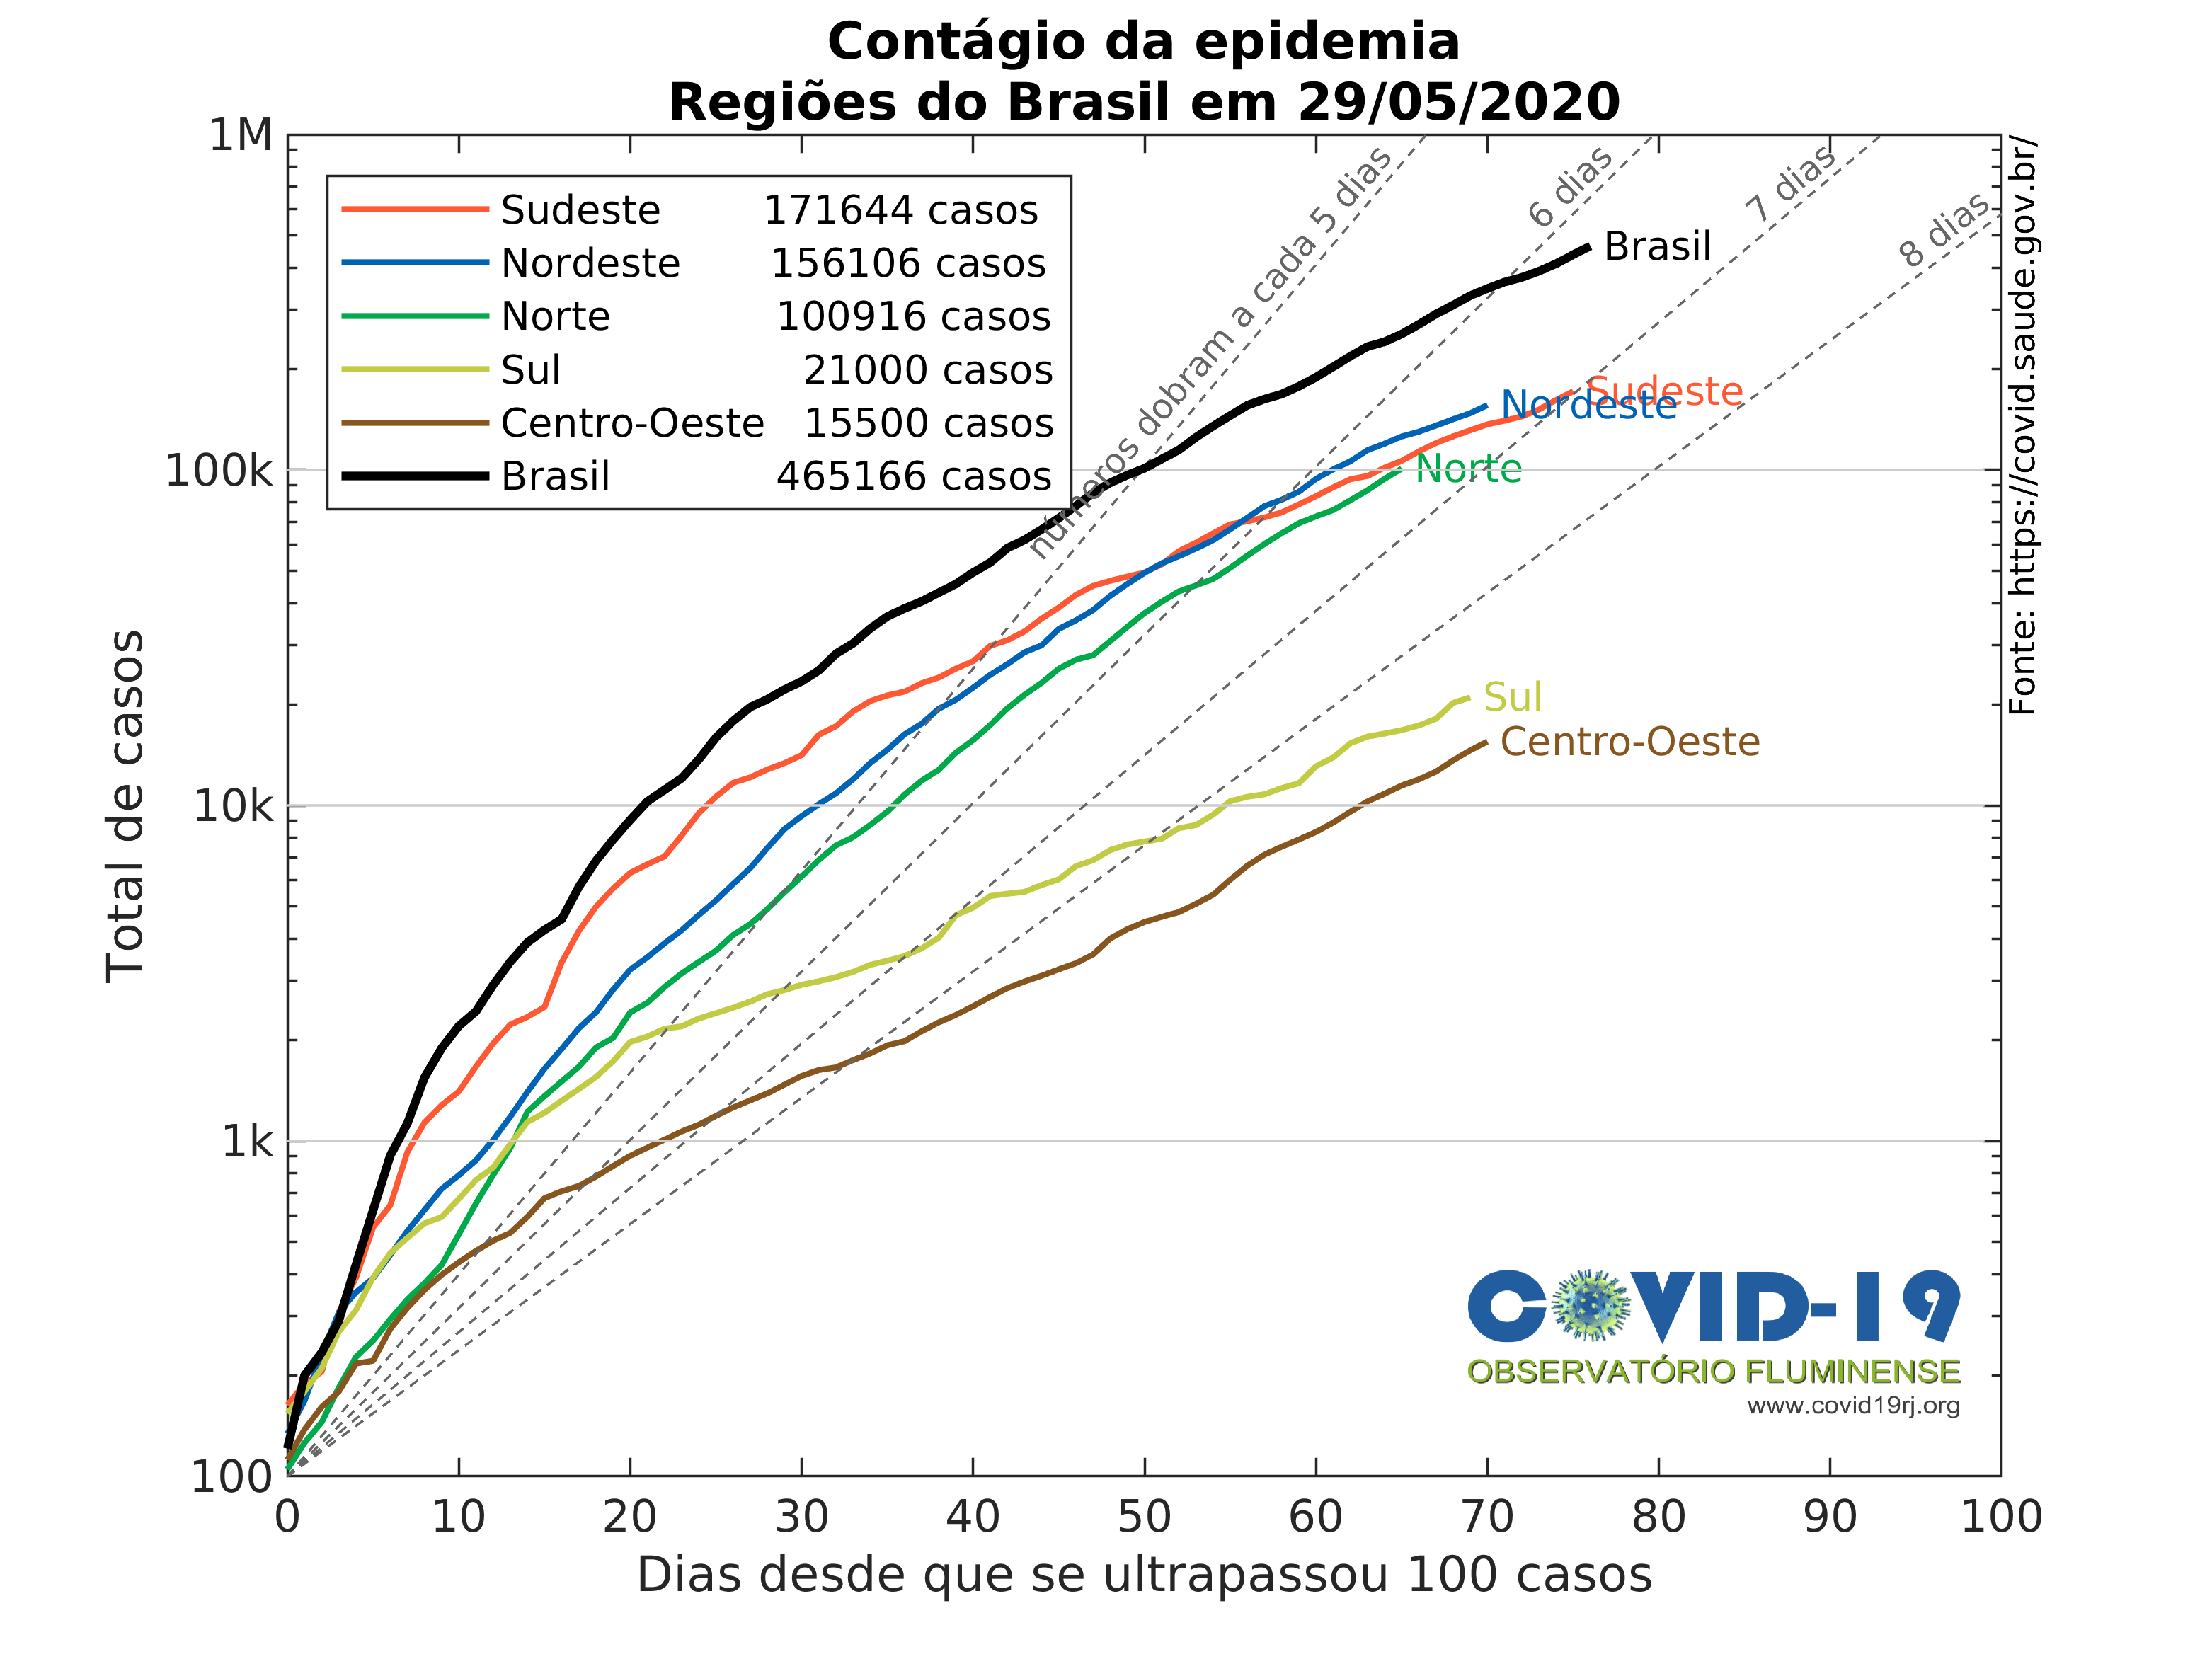 Contágio da epidemia
Regiões do Brasil em 29/05/2020
1M
100k
10k
1k
100
Total de casos
Sudeste 171644 casos
Nordeste 156106 casos
Norte 100916 casos
Sul 21000 casos
Centro-Oeste 15500 casos
Brasil 465166 casos
números dobram a cada 5 dias
6 dias
7 dias
8 dias
Brasil
Sudeste
Nordeste
Norte
Sul
Centro-Oeste
Fonte: https://covid.saude.gov.br/
COVID-19
OBSERVATÓRIO FLUMINENSE
www.covid19rj.org
0 10 20 30 40 50 60 70 80 90 100
Dias desde que se ultrapassou 100 casos